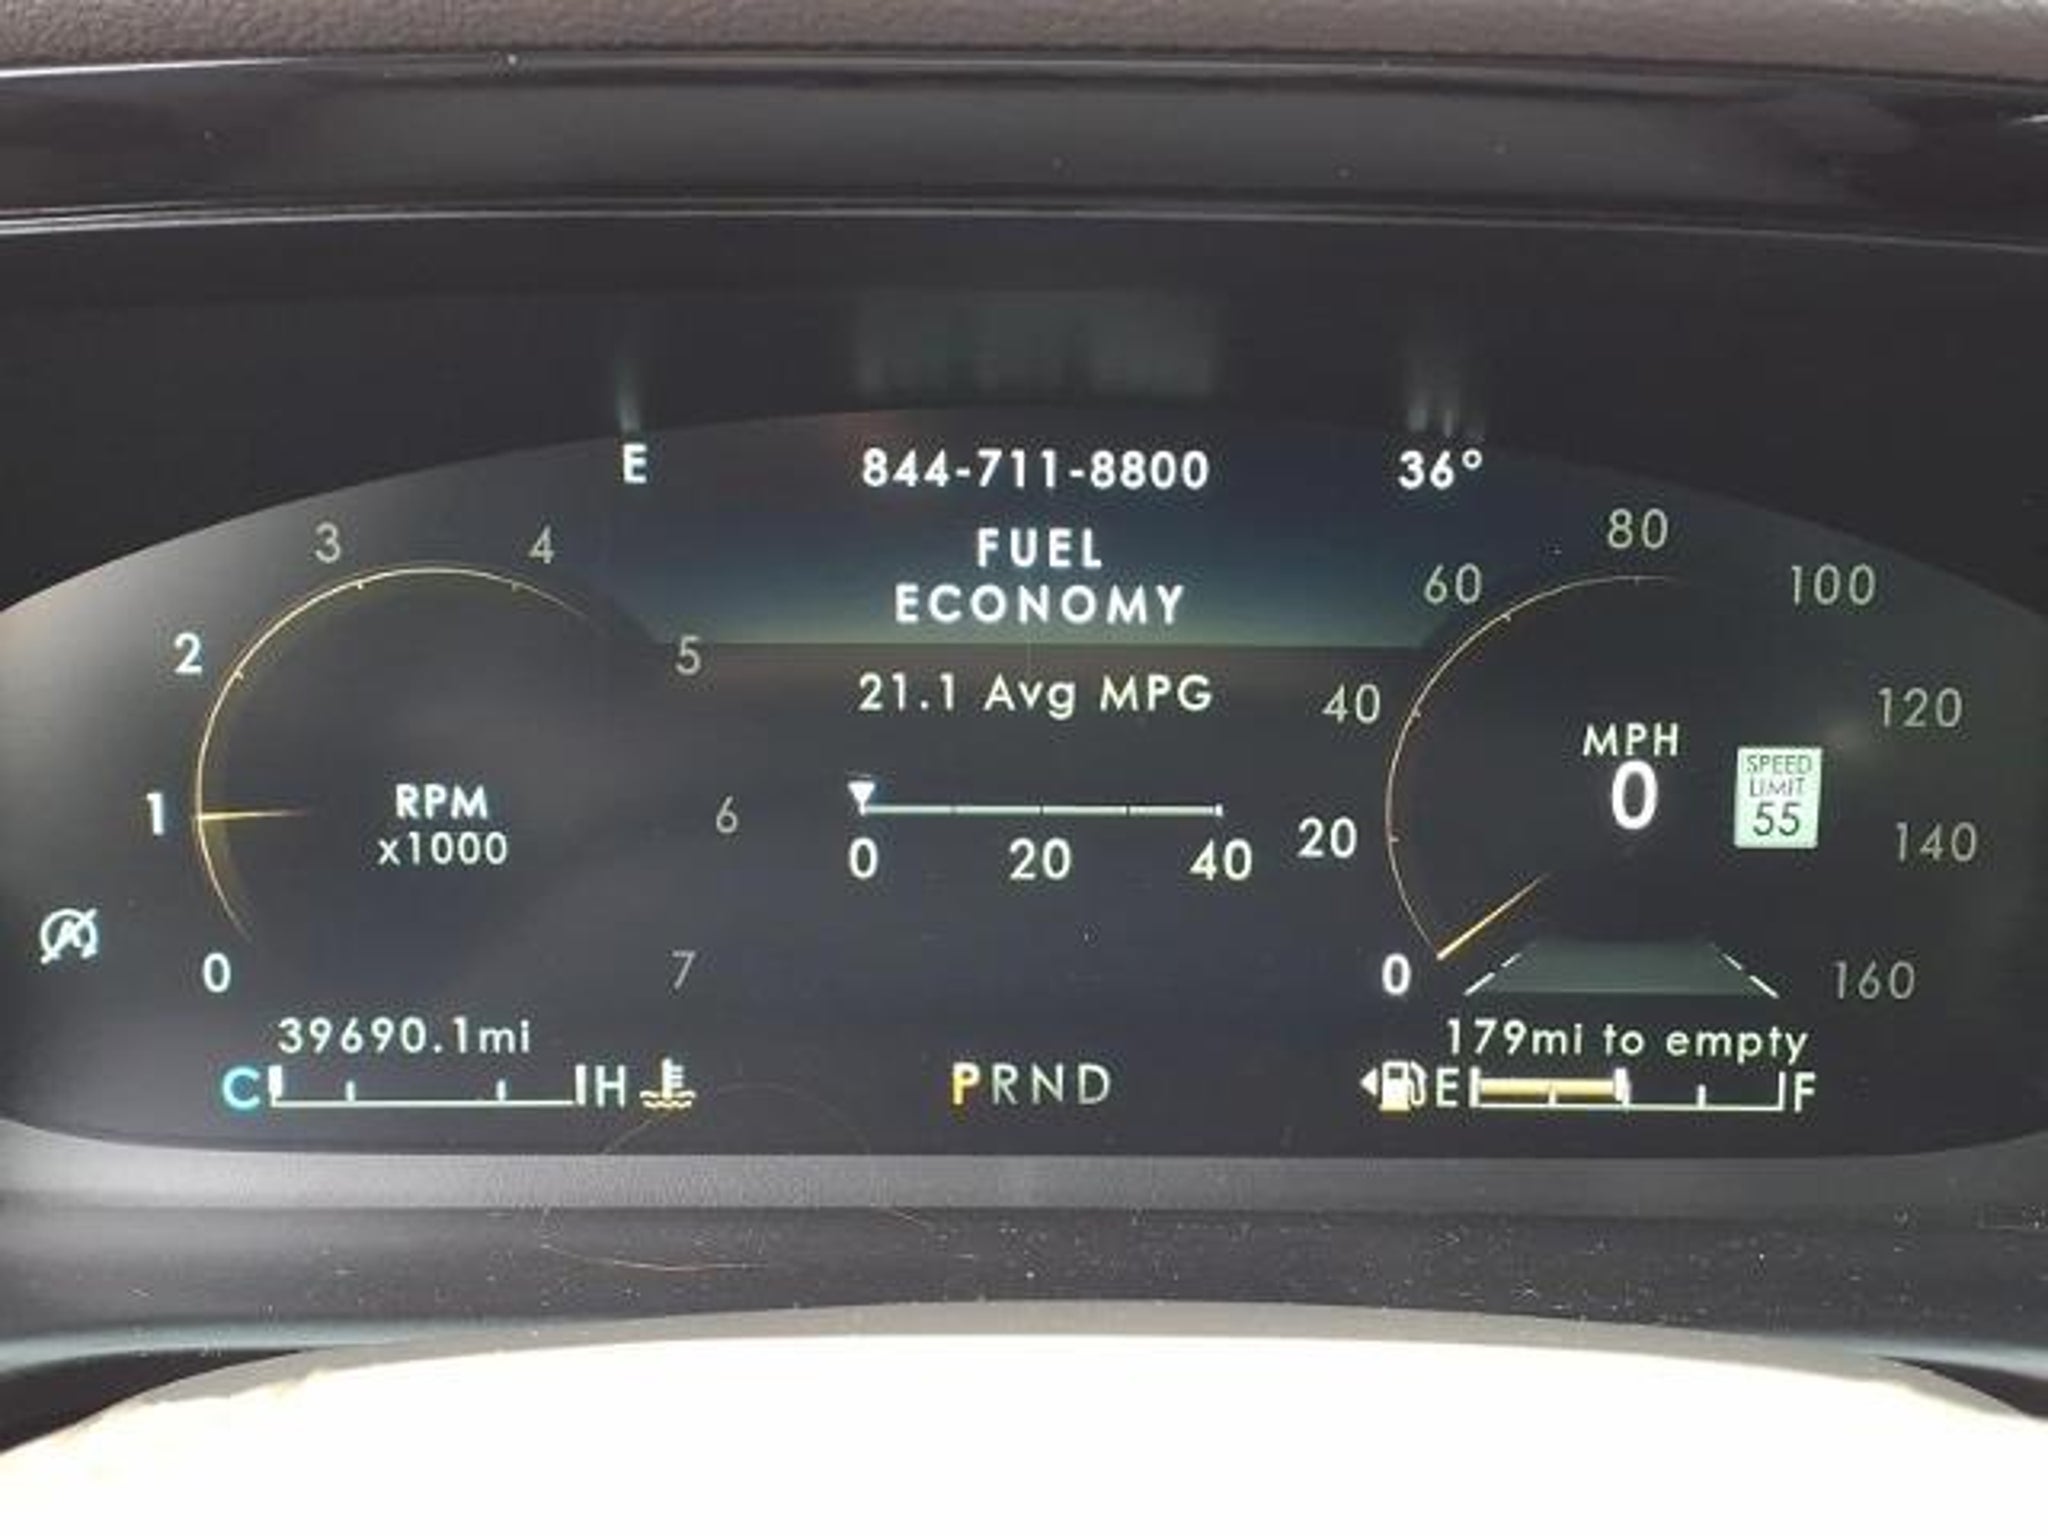 E 844-711-8800 36°
FUEL
ECONOMY
21.1 Avg MPG
0 20 40
0 1 2 3 4 5 6 7
RPM
x1000
0 20 40 60 80 100 120 140 160
MPH
0
SPEED
LIMIT
55
39690.1mi
C H
PRND
179mi to empty
E F